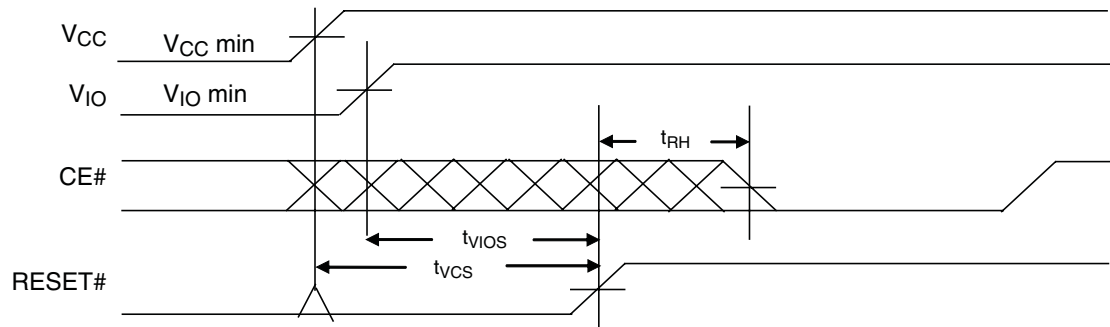 VCC VCC min
VIO VIO min
tRH
CE#
tVIOS
tVCS
RESET#